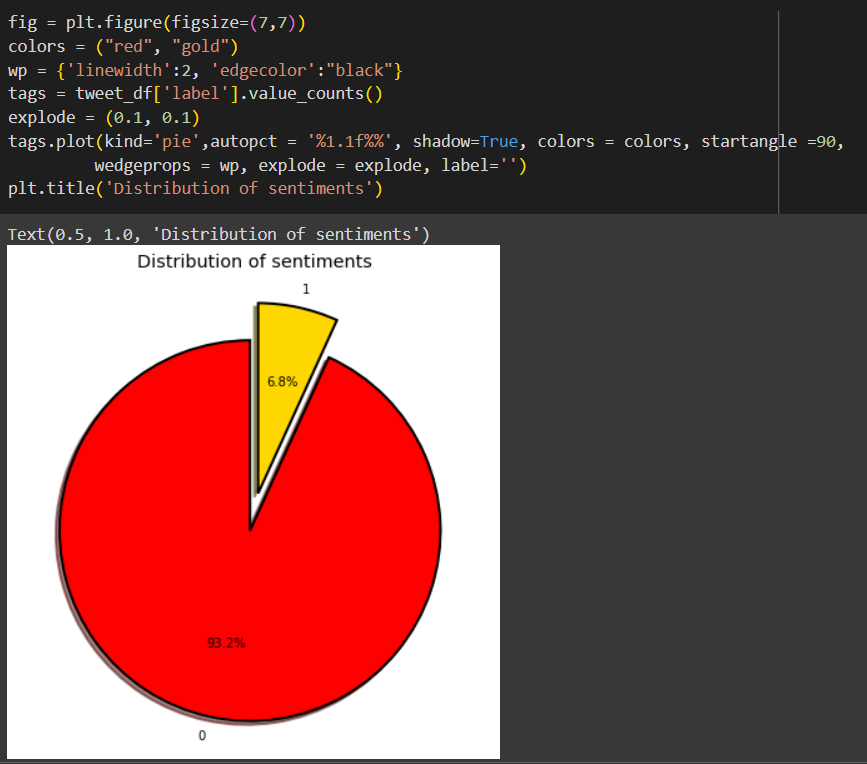 fig = plt.figure(figsize=(7,7))
colors = ("red", "gold")
wp = {'linewidth':2, 'edgecolor':"black"}
tags = tweet_df['label'].value_counts()
explode = (0.1, 0.1)
tags.plot(kind='pie',autopct = '%1.1f%%', shadow=True, colors = colors, startangle =90,
         wedgeprops = wp, explode = explode, label='')
plt.title('Distribution of sentiments')
Text(0.5, 1.0, 'Distribution of sentiments')
Distribution of sentiments
1
6.8%
93.2%
0